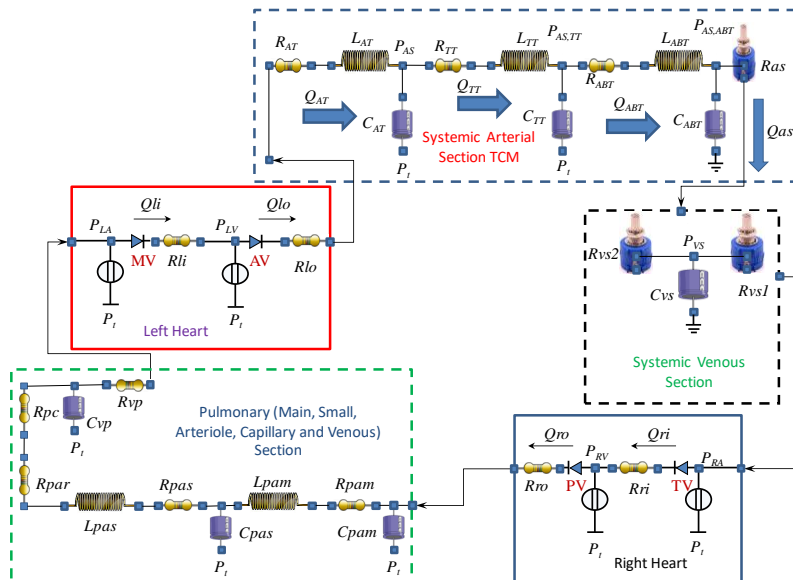 R_AT L_AT P_AS R_TT L_TT P_AS,TT R_ABT L_ABT P_AS,ABT Ras
Q_AT Q_TT Q_ABT Qas
C_AT C_TT C_ABT
Systemic Arterial
Section TCM
P_t P_t
Qli Qlo
P_LA P_LV
MV Rli AV Rlo
P_t P_t
Left Heart
Rvs2 P_VS Rvs1
Cvs
Systemic Venous
Section
Rpc Cvp Rvp
P_t
Pulmonary (Main, Small,
Arteriole, Capillary and Venous)
Section
Rpar Lpas Rpas Lpam Rpam
Cpas Cpam
P_t P_t
Qro Qri
P_RV P_RA
Rro PV Rri TV
P_t P_t
Right Heart